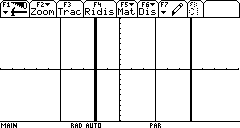 F1 F2 F3 F4 F5 F6 F7
Zoom Trac Ridis Mat Dis
MAIN RAD AUTO PAR